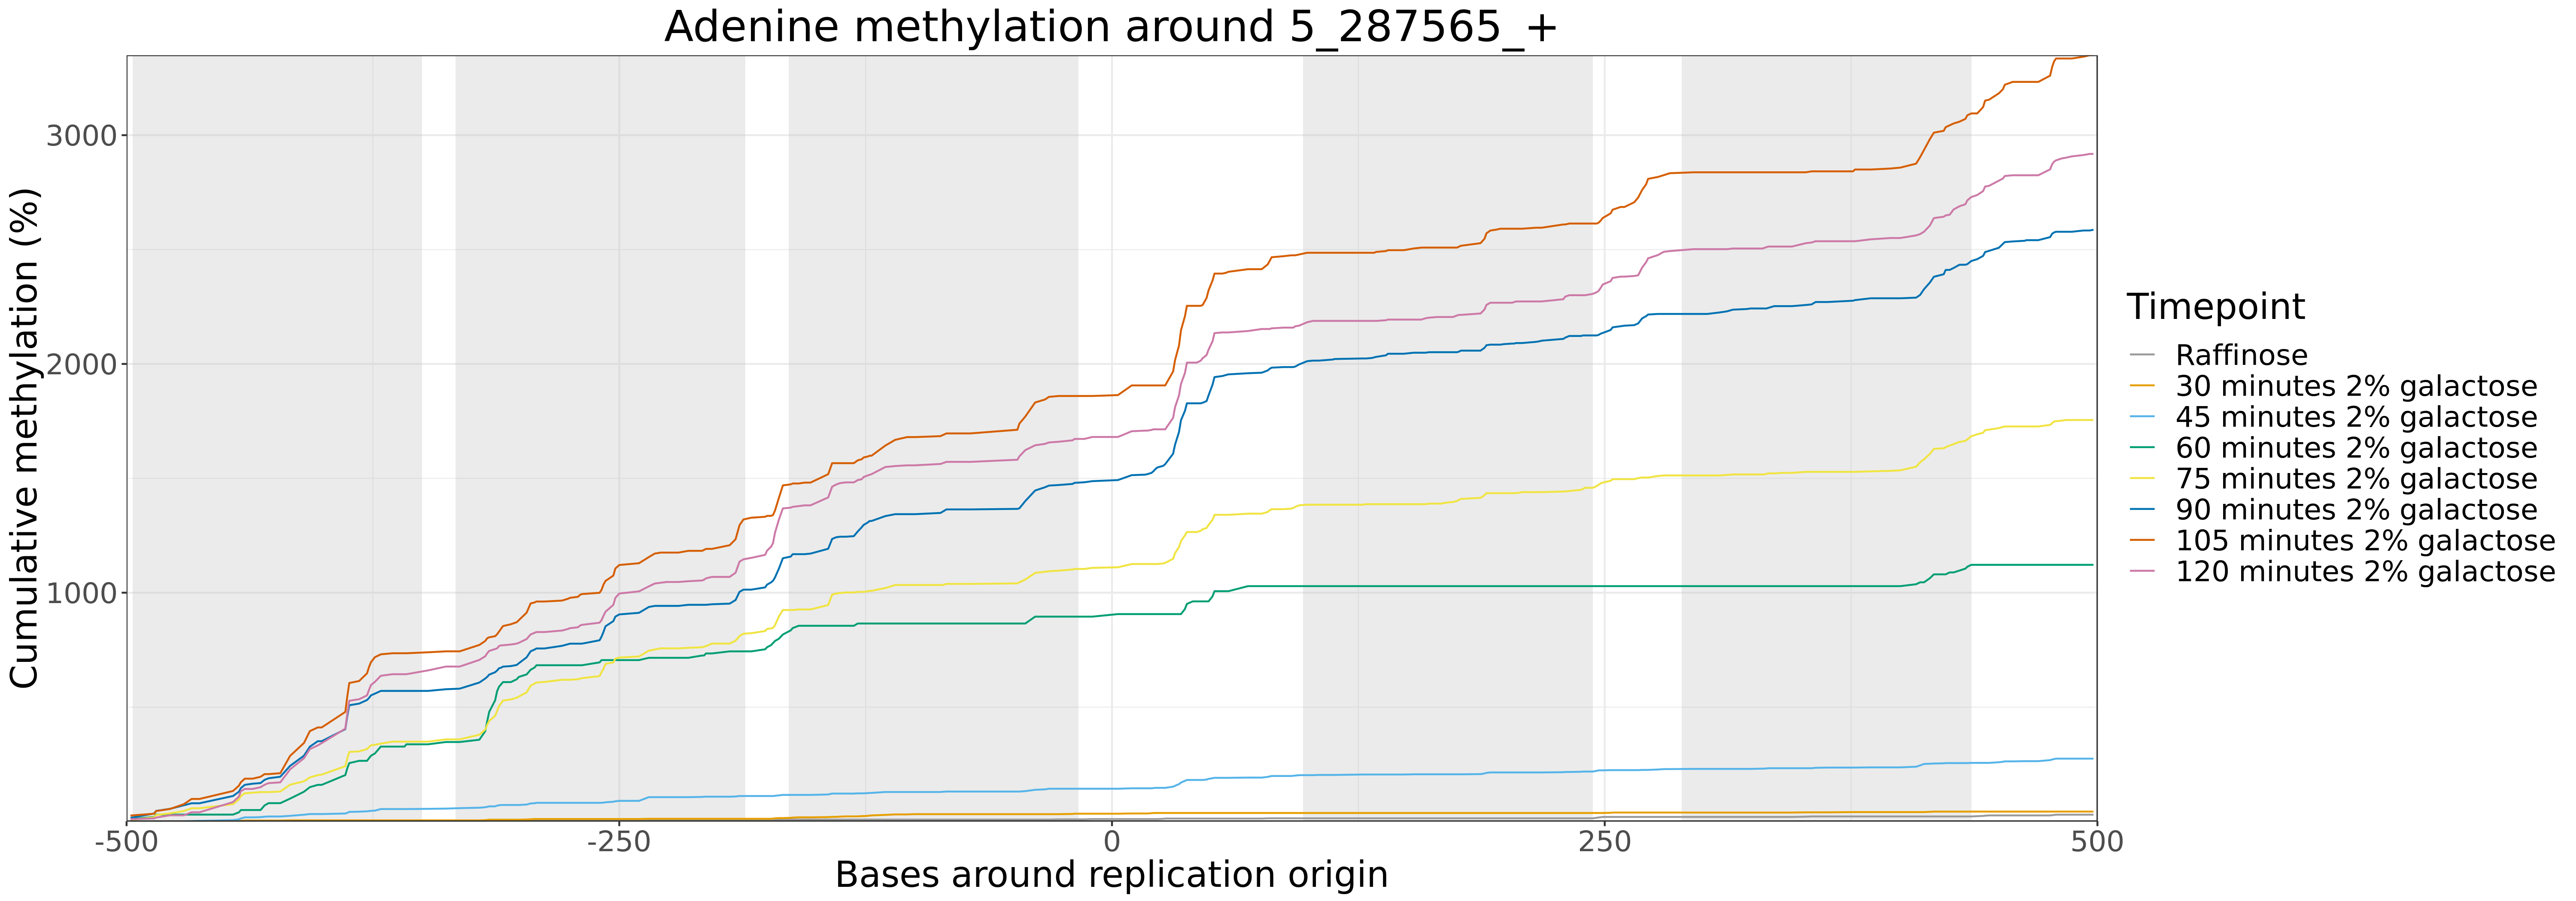 Adenine methylation around 5_287565_+
Cumulative methylation (%)
3000
2000
1000
-500
-250
0
250
500
Bases around replication origin
Timepoint
Raffinose
30 minutes 2% galactose
45 minutes 2% galactose
60 minutes 2% galactose
75 minutes 2% galactose
90 minutes 2% galactose
105 minutes 2% galactose
120 minutes 2% galactose